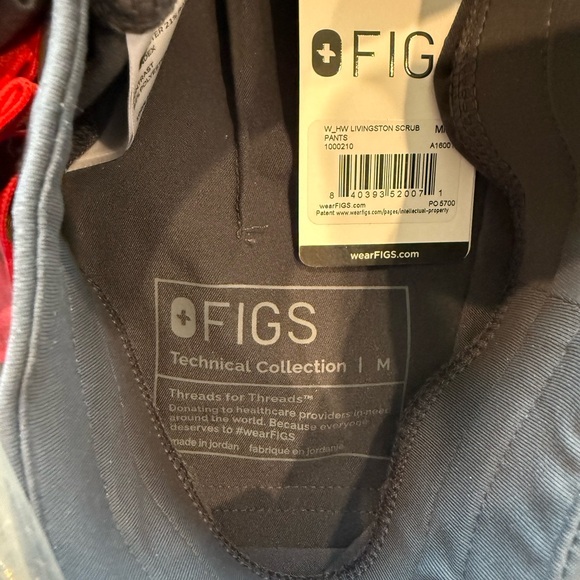 FIGS
W_HW LIVINGSTON SCRUB
PANTS
1000210
8 40393 52007 1
wearFIGS.com
PO 5700
Patent www.wearfigs.com/pages/intellectual-property
wearFIGS.com
FIGS
Technical Collection | M
Threads for Threads™
Donating to healthcare providers in need
around the world. Because everyone
deserves to #wearFIGS
made in jordan fabriqué en jordanie